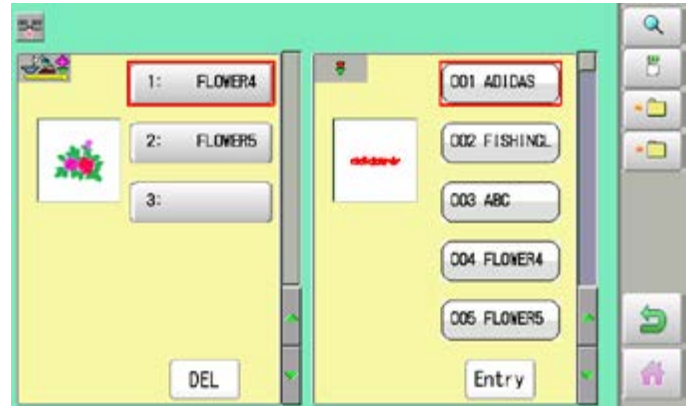 1: FLOWER4
2: FLOWER5
3:
DEL
001 ADIDAS
002 FISHINGL
003 ABC
004 FLOWER4
005 FLOWER5
Entry